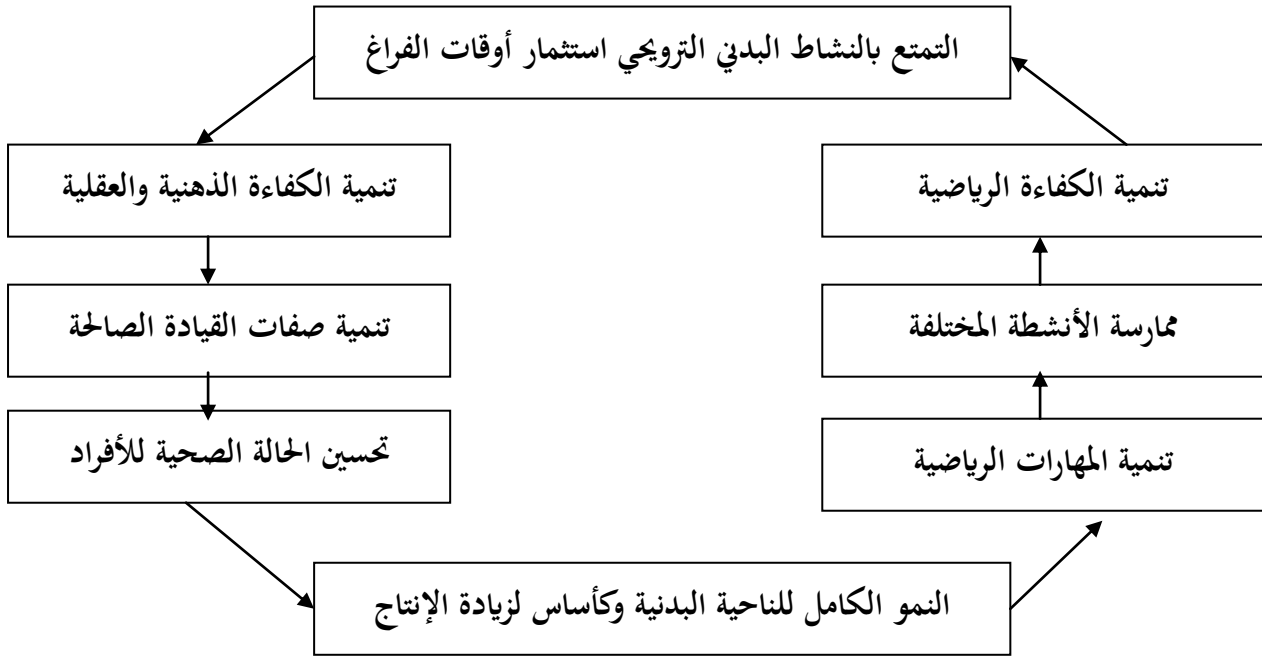 التمتع بالنشاط البدني الترويحي استثمار أوقات الفراغ
تنمية الكفاءة الرياضية
تنمية الكفاءة الذهنية والعقلية
ممارسة الأنشطة المختلفة
تنمية صفات القيادة الصالحة
تنمية المهارات الرياضية
تحسين الحالة الصحية للأفراد
النمو الكامل للناحية البدنية وكأساس لزيادة الإنتاج